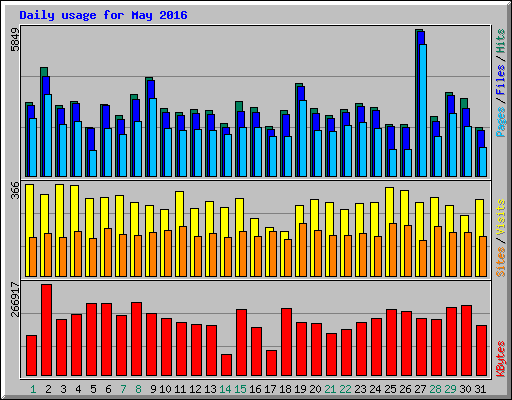 Daily usage for May 2016
5849
Pages / Files / Hits
366
Sites / Visits
266917
KBytes
1 2 3 4 5 6 7 8 9 10 11 12 13 14 15 16 17 18 19 20 21 22 23 24 25 26 27 28 29 30 31